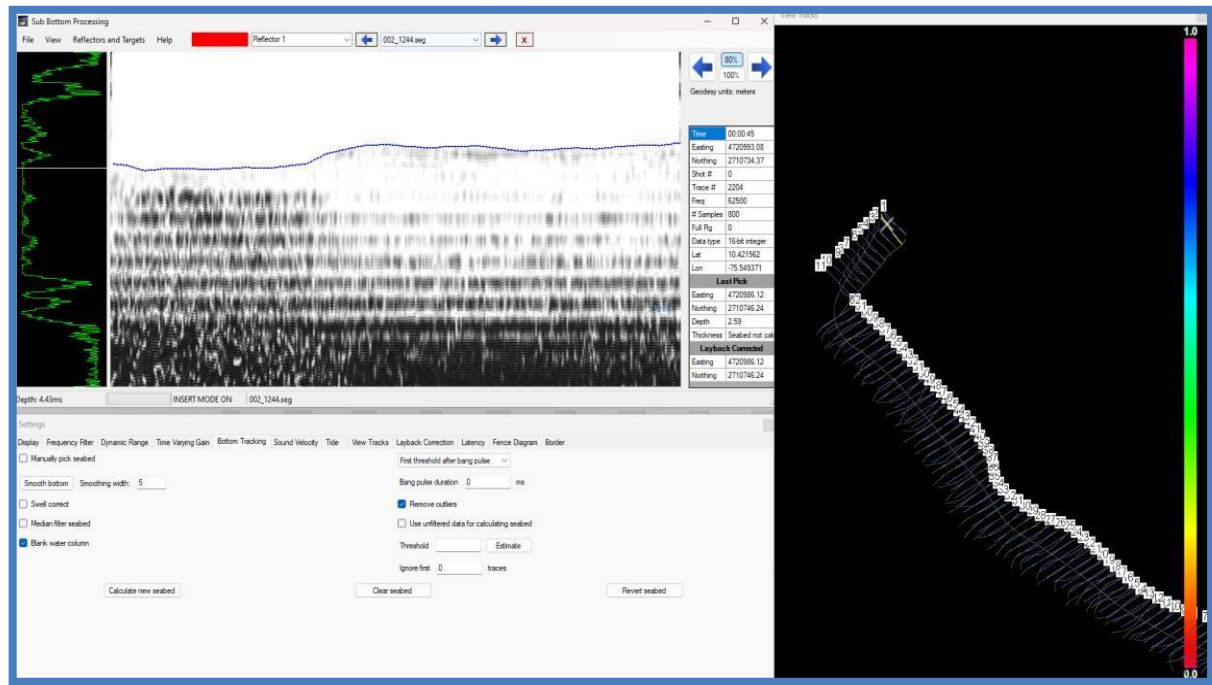 Sub Bottom Processing
View Tracks
File View Reflectors and Targets Help Reflector 1 002_1244.seg X
80%
100%
Geodesy units: meters
Time 00:00:45
Easting 4720993.08
Northing 2710734.37
Shot # 0
Trace # 2204
Freq 62500
# Samples 800
Full Rg 0
Data type 16-bit integer
Lat 10.421562
Lon -75.549371
Last Pick
Easting 4720986.12
Northing 2710746.24
Depth 2.59
Thickness Seabed not cal
Layback Corrected
Easting 4720986.12
Northing 2710746.24
Depth: 4.43ms INSERT MODE ON 002_1244.seg
Settings
Display Frequency Filter Dynamic Range Time Varying Gain Bottom Tracking Sound Velocity Tide View Tracks Layback Correction Latency Fence Diagram Border
Manually pick seabed First threshold after bang pulse
Smooth bottom Smoothing width: 5 Bang pulse duration 0 ms
Swell correct Remove outliers
Median filter seabed Use unfiltered data for calculating seabed
Blank water column Threshold Estimate
Ignore first 0 traces
Calculate new seabed Clear seabed Revert seabed
1.0
1
11
7
0.0